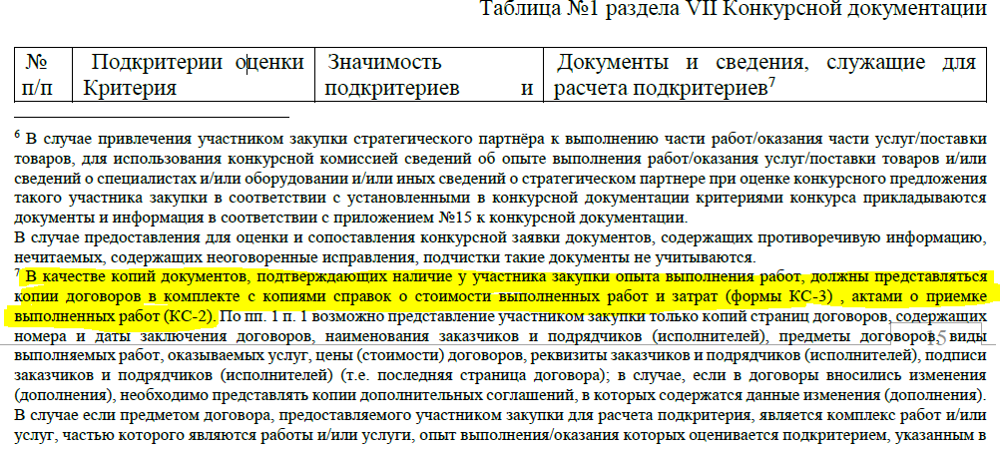 Таблица №1 раздела VII Конкурсной документации
№ п/п
Подкритерии оценки Критерия
Значимость подкритериев и
Документы и сведения, служащие для расчета подкритериев7
6 В случае привлечения участником закупки стратегического партнёра к выполнению части работ/оказания части услуг/поставки
товаров, для использования конкурсной комиссией сведений об опыте выполнения работ/оказания услуг/поставки товаров и/или
сведений о специалистах и/или оборудовании и/или иных сведений о стратегическом партнере при оценке конкурсного предложения
такого участника закупки в соответствии с установленными в конкурсной документации критериями конкурса прикладываются
документы и информация в соответствии с приложением №15 к конкурсной документации.
В случае предоставления для оценки и сопоставления конкурсной заявки документов, содержащих противоречивую информацию,
нечитаемых, содержащих неоговоренные исправления, подчистки такие документы не учитываются.
7 В качестве копий документов, подтверждающих наличие у участника закупки опыта выполнения работ, должны представляться
копии договоров в комплекте с копиями справок о стоимости выполненных работ и затрат (формы КС-3) , актами о приемке
выполненных работ (КС-2). По пп. 1 п. 1 возможно представление участником закупки только копий страниц договоров, содержащих
номера и даты заключения договоров, наименования заказчиков и подрядчиков (исполнителей), предметы договоров, виды
15
выполняемых работ, оказываемых услуг, цены (стоимости) договоров, реквизиты заказчиков и подрядчиков (исполнителей), подписи
заказчиков и подрядчиков (исполнителей) (т.е. последняя страница договора); в случае, если в договоры вносились изменения
(дополнения), необходимо представлять копии дополнительных соглашений, в которых содержатся данные изменения (дополнения).
В случае если предметом договора, предоставляемого участником закупки для расчета подкритерия, является комплекс работ и/или
услуг, частью которого являются работы и/или услуги, опыт выполнения/оказания которых оценивается подкритерием, указанным в